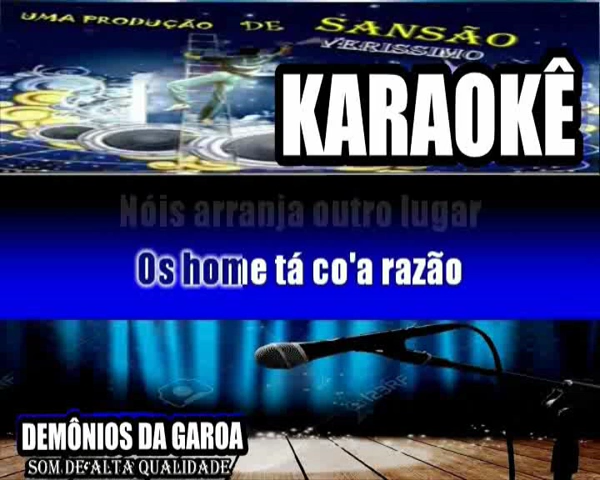 UMA PRODUÇÃO DE SANSÃO
VERISSIMO
KARAOKÊ
Nóis arranja outro lugar
Os home tá co'a razão
DEMÔNIOS DA GAROA
SOM DE ALTA QUALIDADE